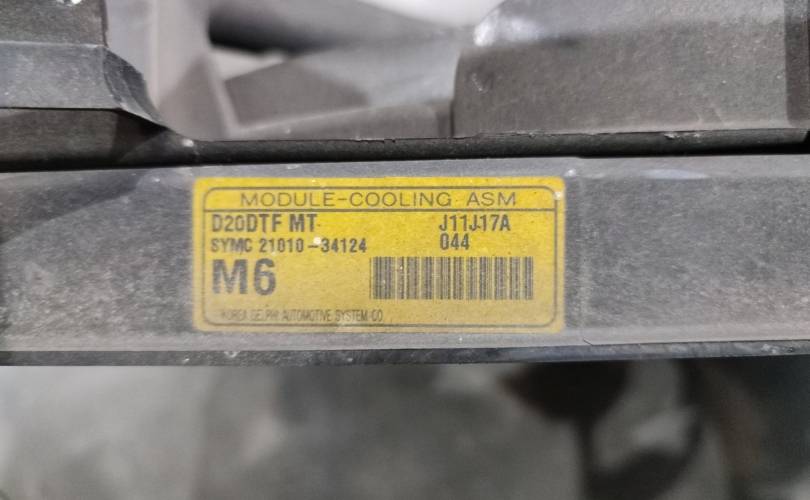 MODULE-COOLING ASM
D20DTF MT J11J17A
SYMC 21010-34124 044
M6
KOREA DELPHI AUTOMOTIVE SYSTEM CO.